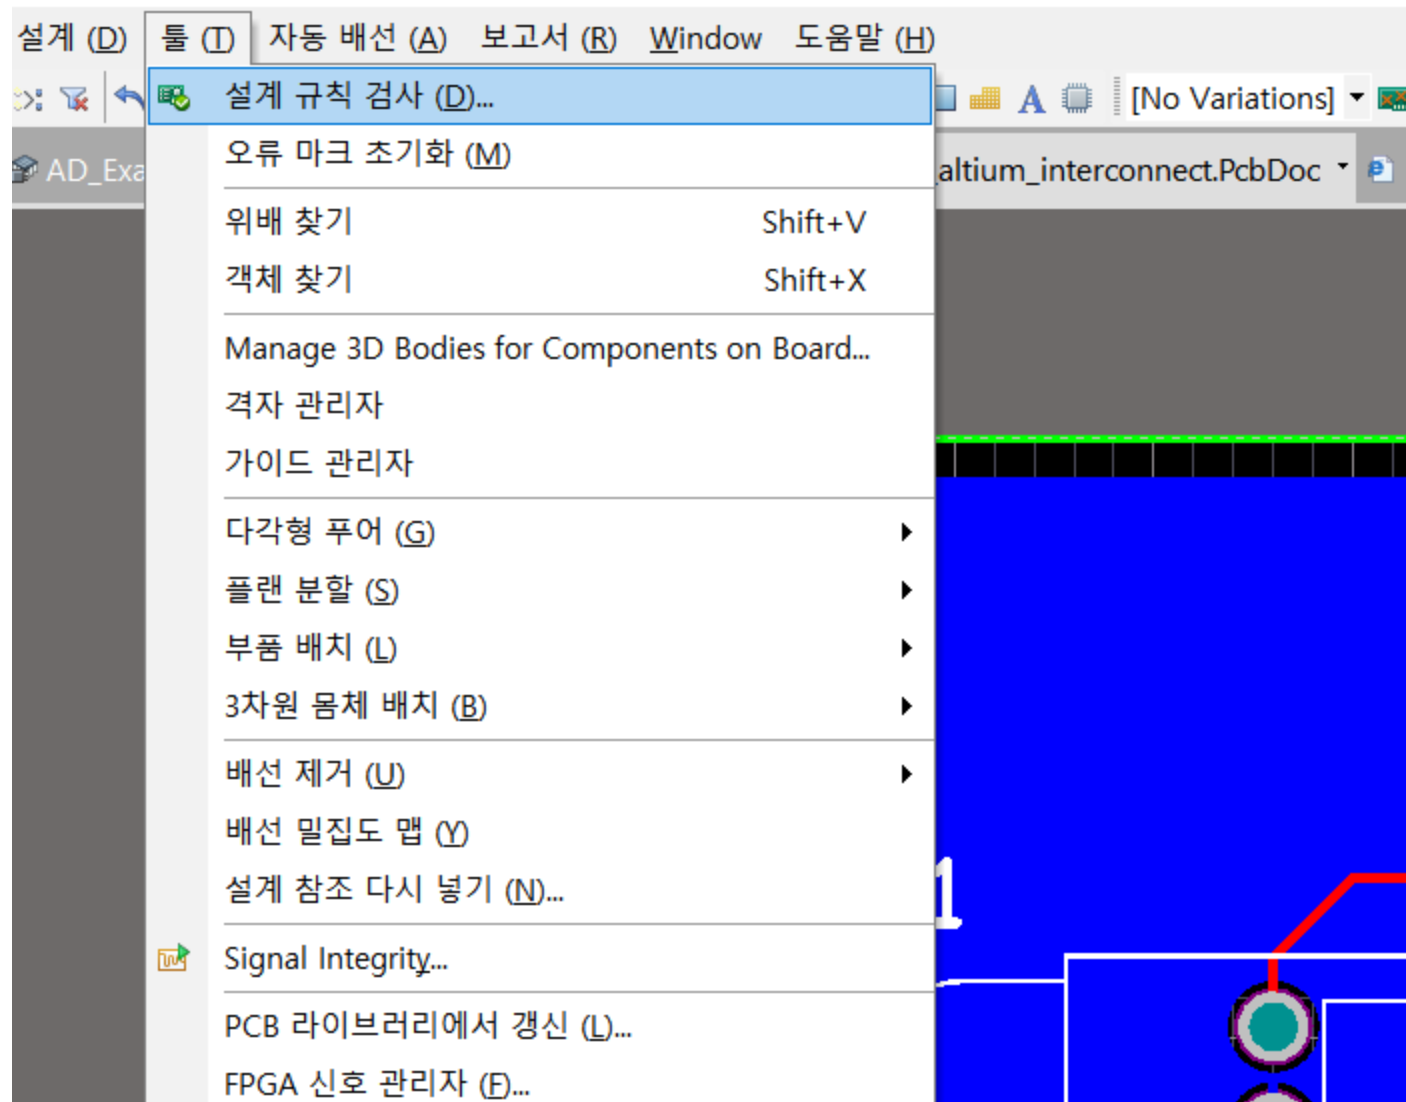 설계 (D) 툴 (T) 자동 배선 (A) 보고서 (R) Window 도움말 (H)
설계 규칙 검사 (D)...
A [No Variations]
오류 마크 초기화 (M)
AD_Exa altium_interconnect.PcbDoc
위배 찾기 Shift+V
객체 찾기 Shift+X
Manage 3D Bodies for Components on Board...
격자 관리자
가이드 관리자
다각형 푸어 (G)
플랜 분할 (S)
부품 배치 (L)
3차원 몸체 배치 (B)
배선 제거 (U)
배선 밀집도 맵 (Y)
설계 참조 다시 넣기 (N)...
1
Signal Integrity...
PCB 라이브러리에서 갱신 (L)...
FPGA 신호 관리자 (F)...